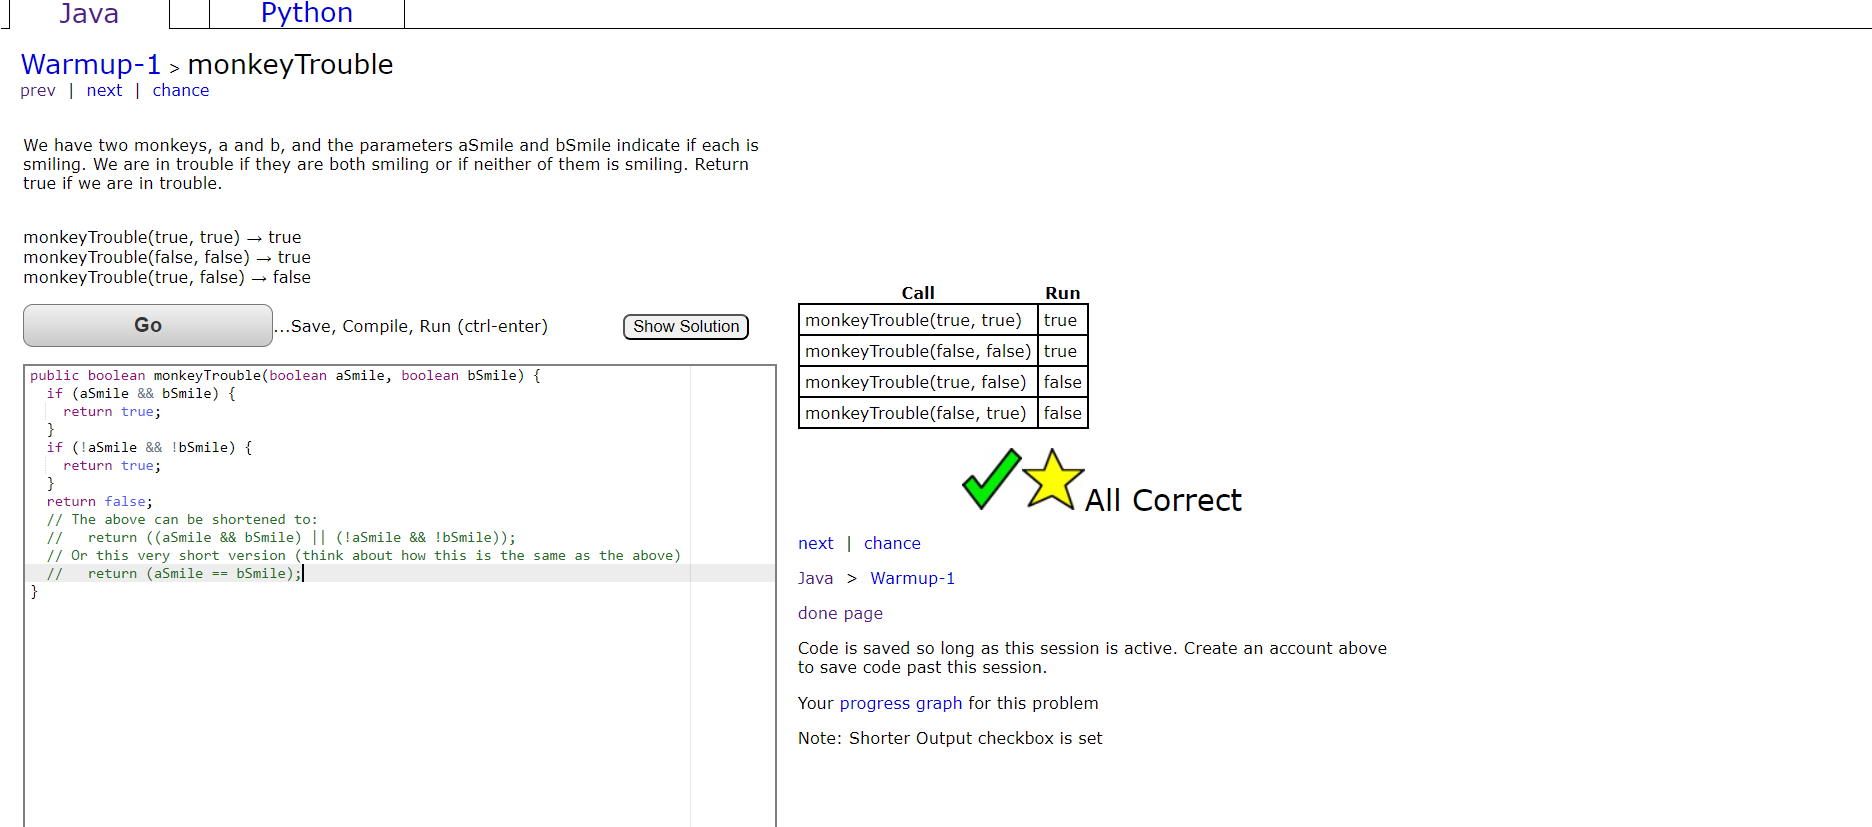 Java
Python
Warmup-1 > monkeyTrouble
prev | next | chance
We have two monkeys, a and b, and the parameters aSmile and bSmile indicate if each is
smiling. We are in trouble if they are both smiling or if neither of them is smiling. Return
true if we are in trouble.
monkeyTrouble(true, true) → true
monkeyTrouble(false, false) → true
monkeyTrouble(true, false) → false
Go ...Save, Compile, Run (ctrl-enter) Show Solution
public boolean monkeyTrouble(boolean aSmile, boolean bSmile) {
  if (aSmile && bSmile) {
    return true;
  }
  if (!aSmile && !bSmile) {
    return true;
  }
  return false;
  // The above can be shortened to:
  //   return ((aSmile && bSmile) || (!aSmile && !bSmile));
  // Or this very short version (think about how this is the same as the above)
  //   return (aSmile == bSmile);
}
Call Run
monkeyTrouble(true, true) true
monkeyTrouble(false, false) true
monkeyTrouble(true, false) false
monkeyTrouble(false, true) false
All Correct
next | chance
Java > Warmup-1
done page
Code is saved so long as this session is active. Create an account above
to save code past this session.
Your progress graph for this problem
Note: Shorter Output checkbox is set